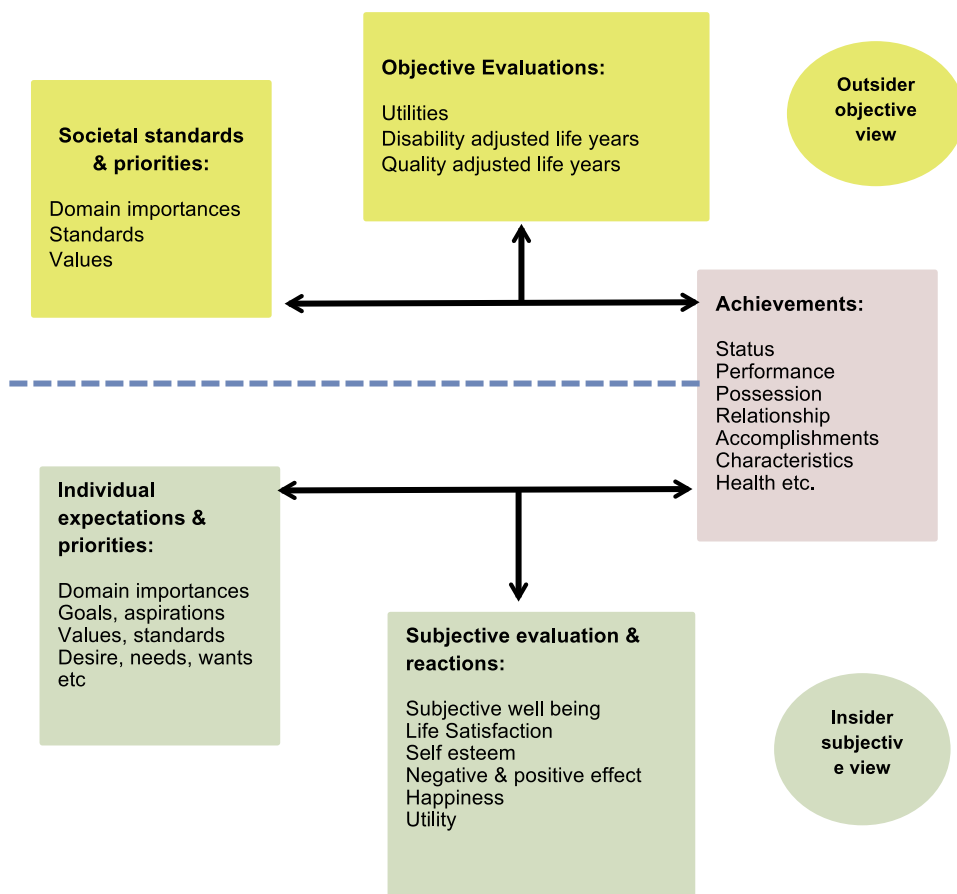 Objective Evaluations:
Utilities
Disability adjusted life years
Quality adjusted life years
Outsider
objective
view
Societal standards
& priorities:
Domain importances
Standards
Values
Achievements:
Status
Performance
Possession
Relationship
Accomplishments
Characteristics
Health etc.
Individual
expectations &
priorities:
Domain importances
Goals, aspirations
Values, standards
Desire, needs, wants
etc
Subjective evaluation &
reactions:
Subjective well being
Life Satisfaction
Self esteem
Negative & positive effect
Happiness
Utility
Insider
subjectiv
e view